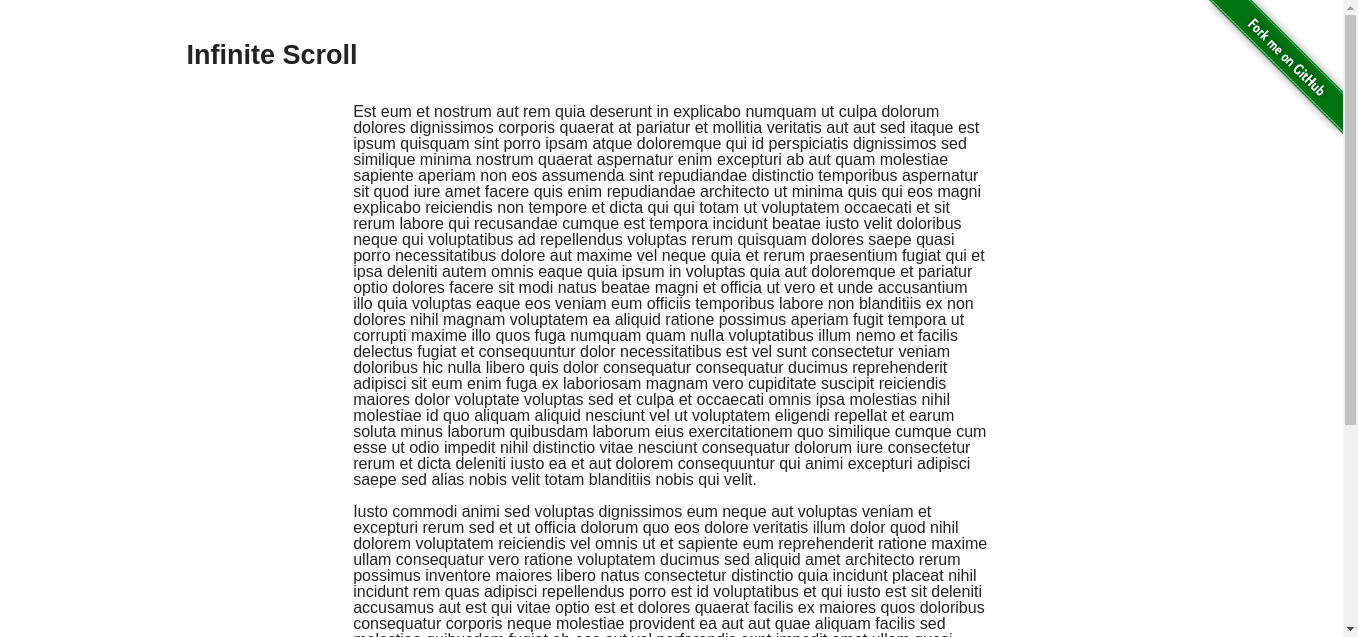 Infinite Scroll
Fork me on GitHub
Est eum et nostrum aut rem quia deserunt in explicabo numquam ut culpa dolorum
dolores dignissimos corporis quaerat at pariatur et mollitia veritatis aut aut sed itaque est
ipsum quisquam sint porro ipsam atque doloremque qui id perspiciatis dignissimos sed
similique minima nostrum quaerat aspernatur enim excepturi ab aut quam molestiae
sapiente aperiam non eos assumenda sint repudiandae distinctio temporibus aspernatur
sit quod iure amet facere quis enim repudiandae architecto ut minima quis qui eos magni
explicabo reiciendis non tempore et dicta qui qui totam ut voluptatem occaecati et sit
rerum labore qui recusandae cumque est tempora incidunt beatae iusto velit doloribus
neque qui voluptatibus ad repellendus voluptas rerum quisquam dolores saepe quasi
porro necessitatibus dolore aut maxime vel neque quia et rerum praesentium fugiat qui et
ipsa deleniti autem omnis eaque quia ipsum in voluptas quia aut doloremque et pariatur
optio dolores facere sit modi natus beatae magni et officia ut vero et unde accusantium
illo quia voluptas eaque eos veniam eum officiis temporibus labore non blanditiis ex non
dolores nihil magnam voluptatem ea aliquid ratione possimus aperiam fugit tempora ut
corrupti maxime illo quos fuga numquam quam nulla voluptatibus illum nemo et facilis
delectus fugiat et consequuntur dolor necessitatibus est vel sunt consectetur veniam
doloribus hic nulla libero quis dolor consequatur consequatur ducimus reprehenderit
adipisci sit eum enim fuga ex laboriosam magnam vero cupiditate suscipit reiciendis
maiores dolor voluptate voluptas sed et culpa et occaecati omnis ipsa molestias nihil
molestiae id quo aliquam aliquid nesciunt vel ut voluptatem eligendi repellat et earum
soluta minus laborum quibusdam laborum eius exercitationem quo similique cumque cum
esse ut odio impedit nihil distinctio vitae nesciunt consequatur dolorum iure consectetur
rerum et dicta deleniti iusto ea et aut dolorem consequuntur qui animi excepturi adipisci
saepe sed alias nobis velit totam blanditiis nobis qui velit.
Iusto commodi animi sed voluptas dignissimos eum neque aut voluptas veniam et
excepturi rerum sed et ut officia dolorum quo eos dolore veritatis illum dolor quod nihil
dolorem voluptatem reiciendis vel omnis ut et sapiente eum reprehenderit ratione maxime
ullam consequatur vero ratione voluptatem ducimus sed aliquid amet architecto rerum
possimus inventore maiores libero natus consectetur distinctio quia incidunt placeat nihil
incidunt rem quas adipisci repellendus porro est id voluptatibus et qui iusto est sit deleniti
accusamus aut est qui vitae optio est et dolores quaerat facilis ex maiores quos doloribus
consequatur corporis neque molestiae provident ea aut aut quae aliquam facilis sed